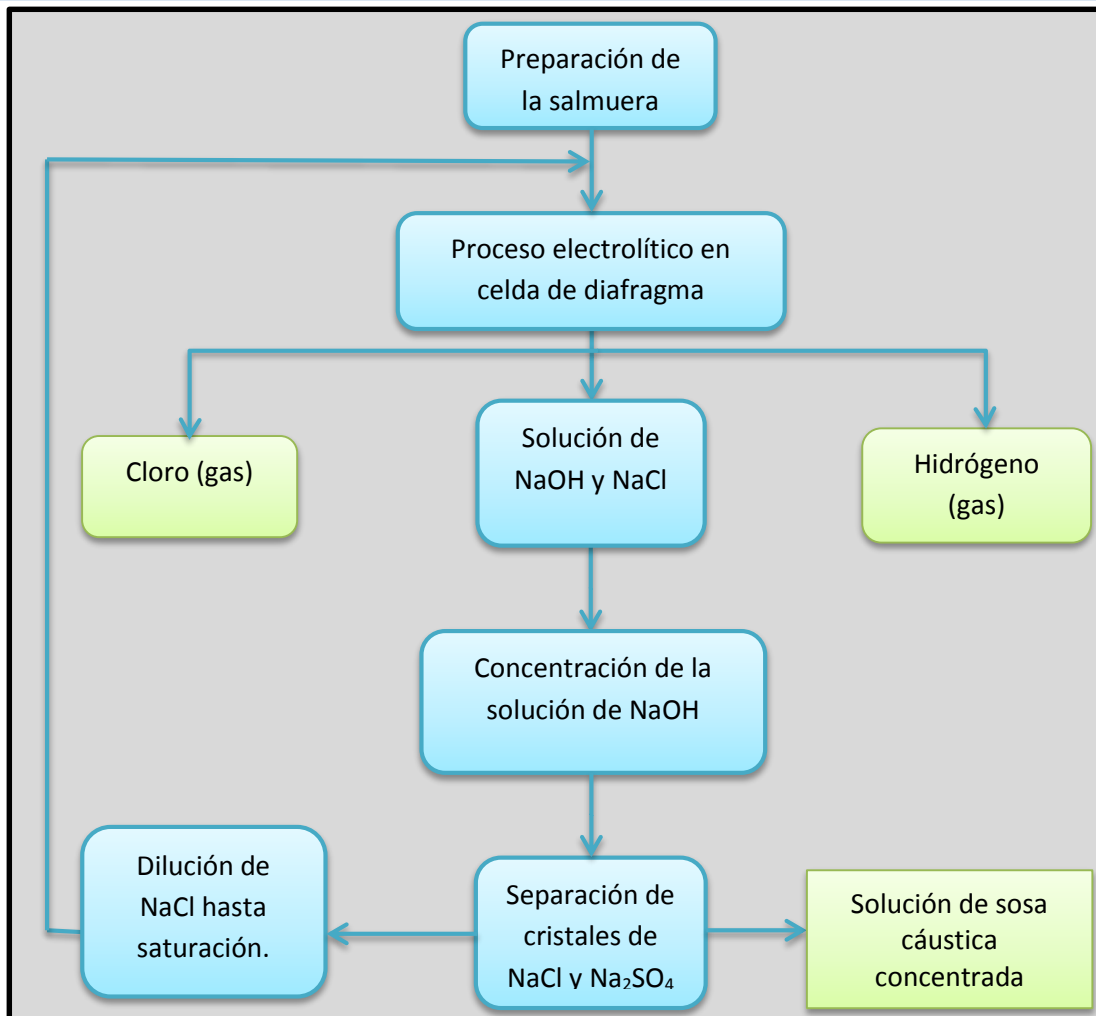 Preparación de
la salmuera
Proceso electrolítico en
celda de diafragma
Cloro (gas)
Solución de
NaOH y NaCl
Hidrógeno
(gas)
Concentración de la
solución de NaOH
Dilución de
NaCl hasta
saturación.
Separación de
cristales de
NaCl y Na₂SO₄
Solución de sosa
cáustica
concentrada